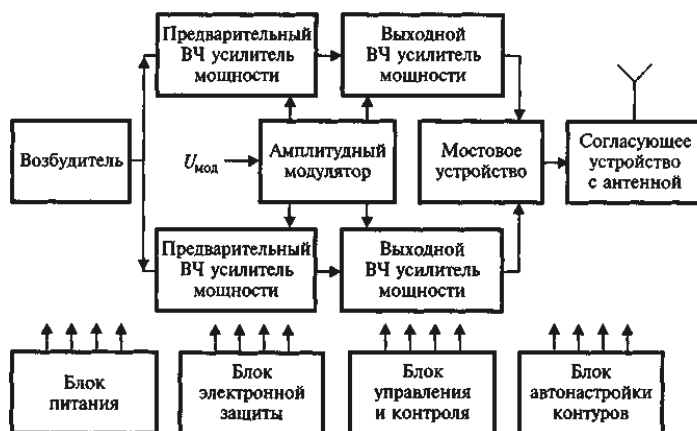 Предварительный
ВЧ усилитель
мощности
Выходной
ВЧ усилитель
мощности
Возбудитель
Uмод
Амплитудный
модулятор
Мостовое
устройство
Согласующее
устройство
с антенной
Предварительный
ВЧ усилитель
мощности
Выходной
ВЧ усилитель
мощности
Блок
питания
Блок
электронной
защиты
Блок
управления
и контроля
Блок
автонастройки
контуров